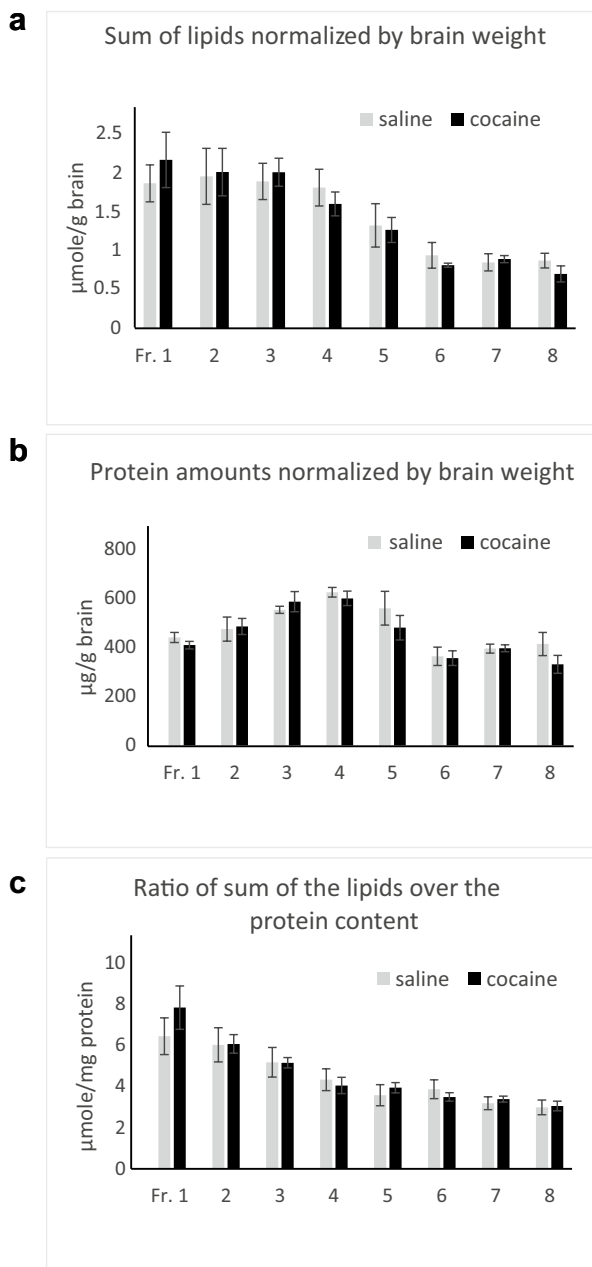 a
Sum of lipids normalized by brain weight
saline cocaine
µmole/g brain
2.5
2
1.5
1
0.5
0
Fr. 1 2 3 4 5 6 7 8
b
Protein amounts normalized by brain weight
saline cocaine
µg/g brain
800
600
400
200
0
Fr. 1 2 3 4 5 6 7 8
c
Ratio of sum of the lipids over the
protein content
saline cocaine
µmole/mg protein
10
8
6
4
2
0
Fr. 1 2 3 4 5 6 7 8